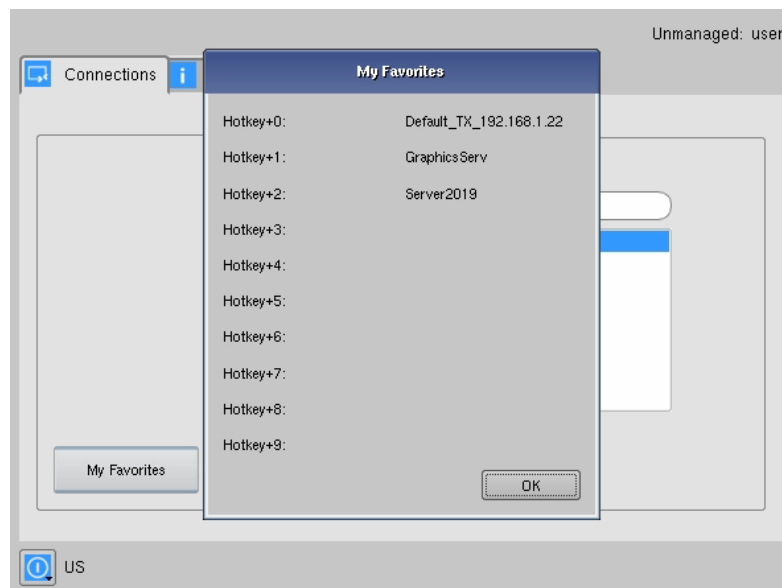 Unmanaged: user
Connections
i
My Favorites
Hotkey+0: Default_TX_192.168.1.22
Hotkey+1: GraphicsServ
Hotkey+2: Server2019
Hotkey+3:
Hotkey+4:
Hotkey+5:
Hotkey+6:
Hotkey+7:
Hotkey+8:
Hotkey+9:
My Favorites
OK
US